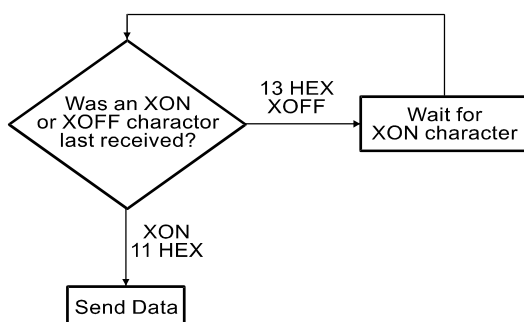 Was an XON
or XOFF charactor
last received?
13 HEX
XOFF
Wait for
XON character
XON
11 HEX
Send Data